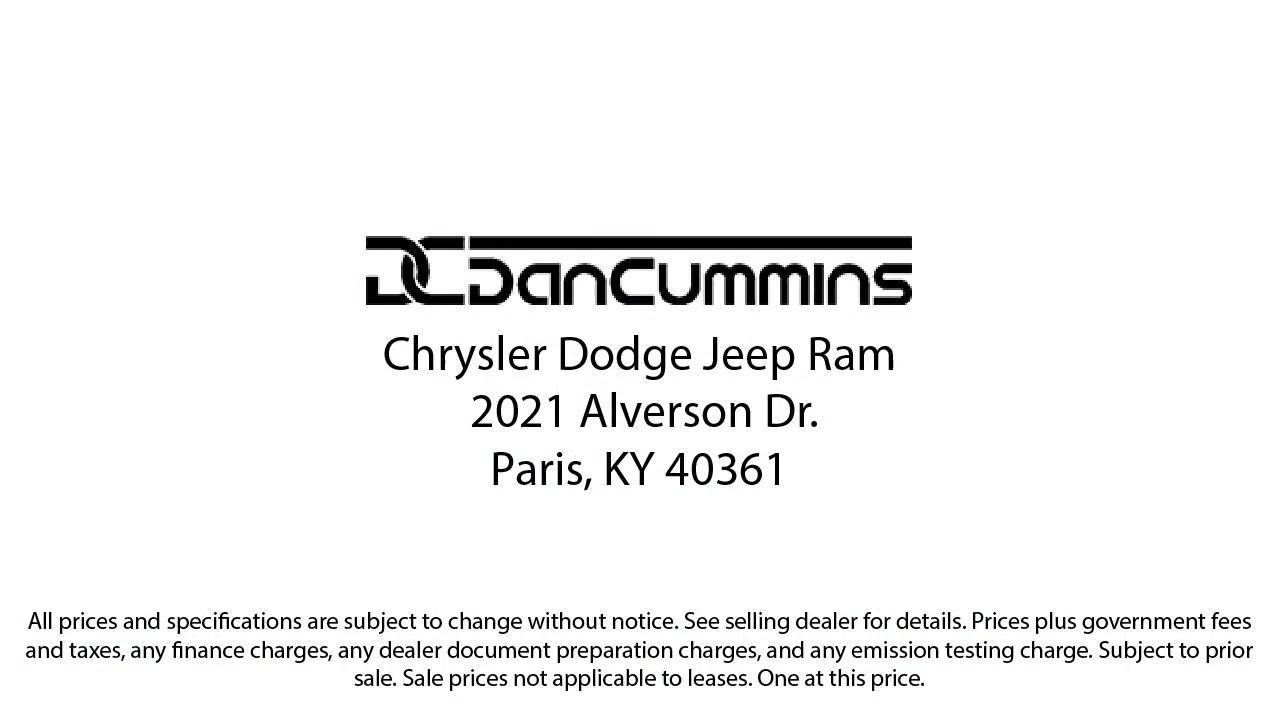 DC DanCummins
Chrysler Dodge Jeep Ram
2021 Alverson Dr.
Paris, KY 40361
All prices and specifications are subject to change without notice. See selling dealer for details. Prices plus government fees
and taxes, any finance charges, any dealer document preparation charges, and any emission testing charge. Subject to prior
sale. Sale prices not applicable to leases. One at this price.